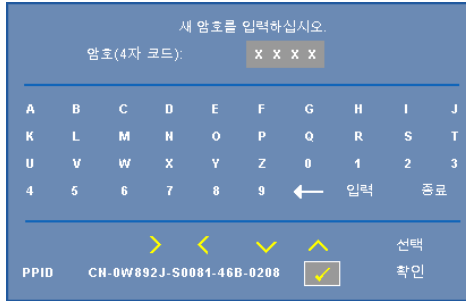 새 암호를 입력하십시오.
암호(4자 코드): X X X X
A B C D E F G H I J
K L M N O P Q R S T
U V W X Y Z 0 1 2 3
4 5 6 7 8 9 ← 입력 종료
선택
PPID CN-0W892J-S0081-46B-0208 확인